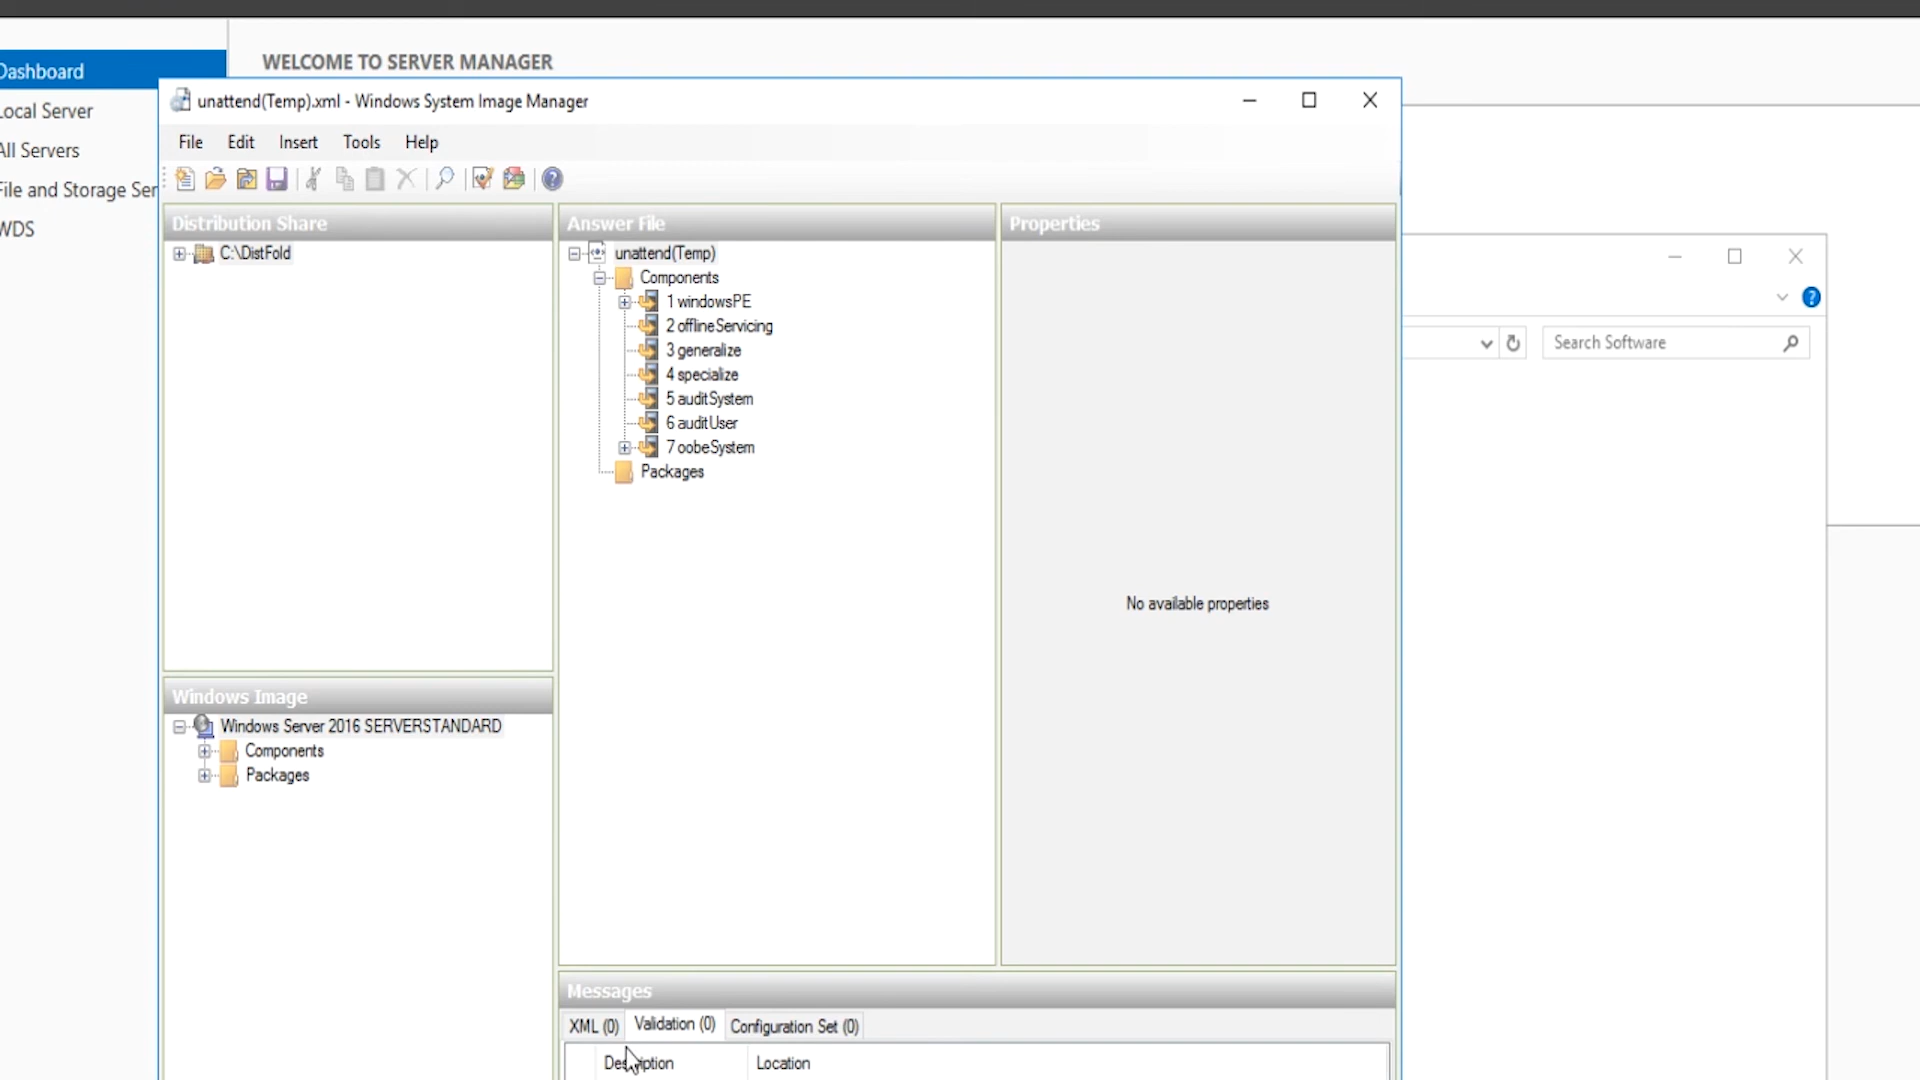 WELCOME TO SERVER MANAGER
Dashboard
Local Server
All Servers
File and Storage Ser
WDS
unattend(Temp).xml - Windows System Image Manager
File Edit Insert Tools Help
Distribution Share
C:\DistFold
Answer File
unattend(Temp)
Components
1 windowsPE
2 offlineServicing
3 generalize
4 specialize
5 auditSystem
6 auditUser
7 oobeSystem
Packages
Properties
No available properties
Search Software
Windows Image
Windows Server 2016 SERVERSTANDARD
Components
Packages
Messages
XML (0) Validation (0) Configuration Set (0)
Description Location